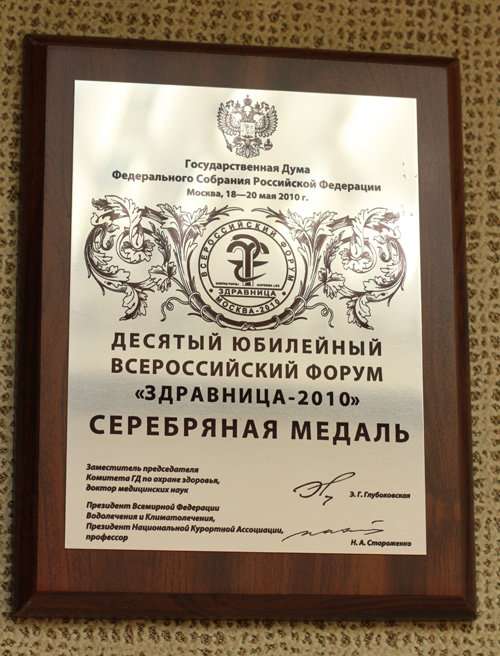 Государственная Дума
Федерального Собрания Российской Федерации
Москва, 18—20 мая 2010 г.
ВСЕРОССИЙСКИЙ ФОРУМ
ЗДРАВНИЦА
МОСКВА-2010
ДЕСЯТЫЙ ЮБИЛЕЙНЫЙ
ВСЕРОССИЙСКИЙ ФОРУМ
«ЗДРАВНИЦА-2010»
СЕРЕБРЯНАЯ МЕДАЛЬ
Заместитель председателя
Комитета ГД по охране здоровья,
доктор медицинских наук
Э. Г. Глубоковская
Президент Всемирной Федерации
Водолечения и Климатолечения,
Президент Национальной Курортной Ассоциации,
профессор
Н. А. Стороженко